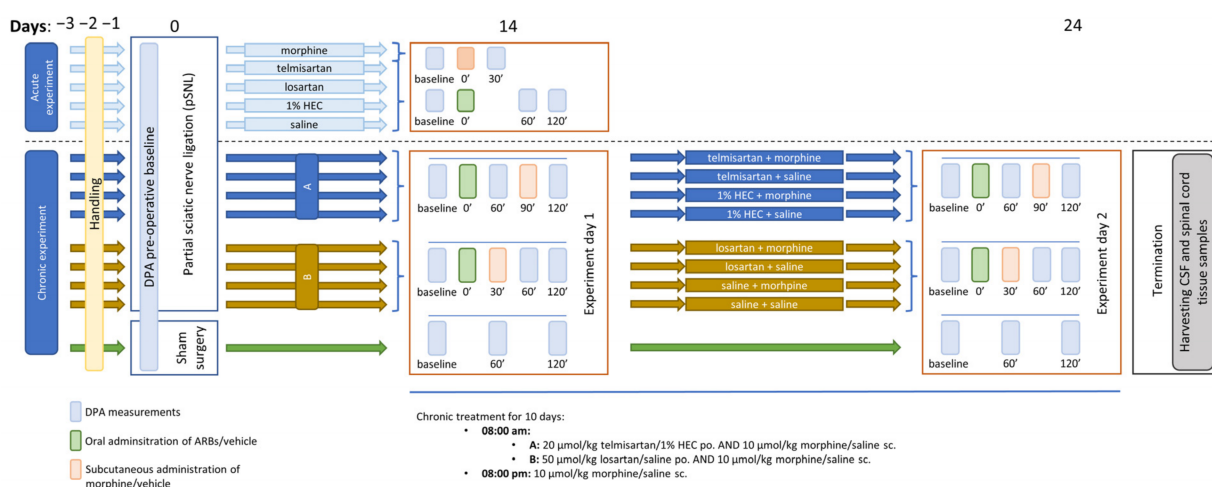 Days: −3 −2 −1 0 14 24
Acute experiment
Handling
DPA pre-operative baseline
Partial sciatic nerve ligation (pSNL)
morphine
telmisartan
losartan
1% HEC
saline
baseline 0’ 30’
baseline 0’ 60’ 120’
Chronic experiment
A
baseline 0’ 60’ 90’ 120’
B
baseline 0’ 30’ 60’ 120’
Sham surgery
baseline 60’ 120’
Experiment day 1
telmisartan + morphine
telmisartan + saline
1% HEC + morphine
1% HEC + saline
losartan + morphine
losartan + saline
saline + morhpine
saline + saline
baseline 0’ 60’ 90’ 120’
baseline 0’ 30’ 60’ 120’
baseline 60’ 120’
Experiment day 2
Termination
Harvesting CSF and spinal cord
tissue samples
DPA measurements
Oral adminsitration of ARBs/vehicle
Subcutaneous administration of
morphine/vehicle
Chronic treatment for 10 days:
• 08:00 am:
• A: 20 μmol/kg telmisartan/1% HEC po. AND 10 μmol/kg morphine/saline sc.
• B: 50 μmol/kg losartan/saline po. AND 10 μmol/kg morphine/saline sc.
• 08:00 pm: 10 μmol/kg morphine/saline sc.